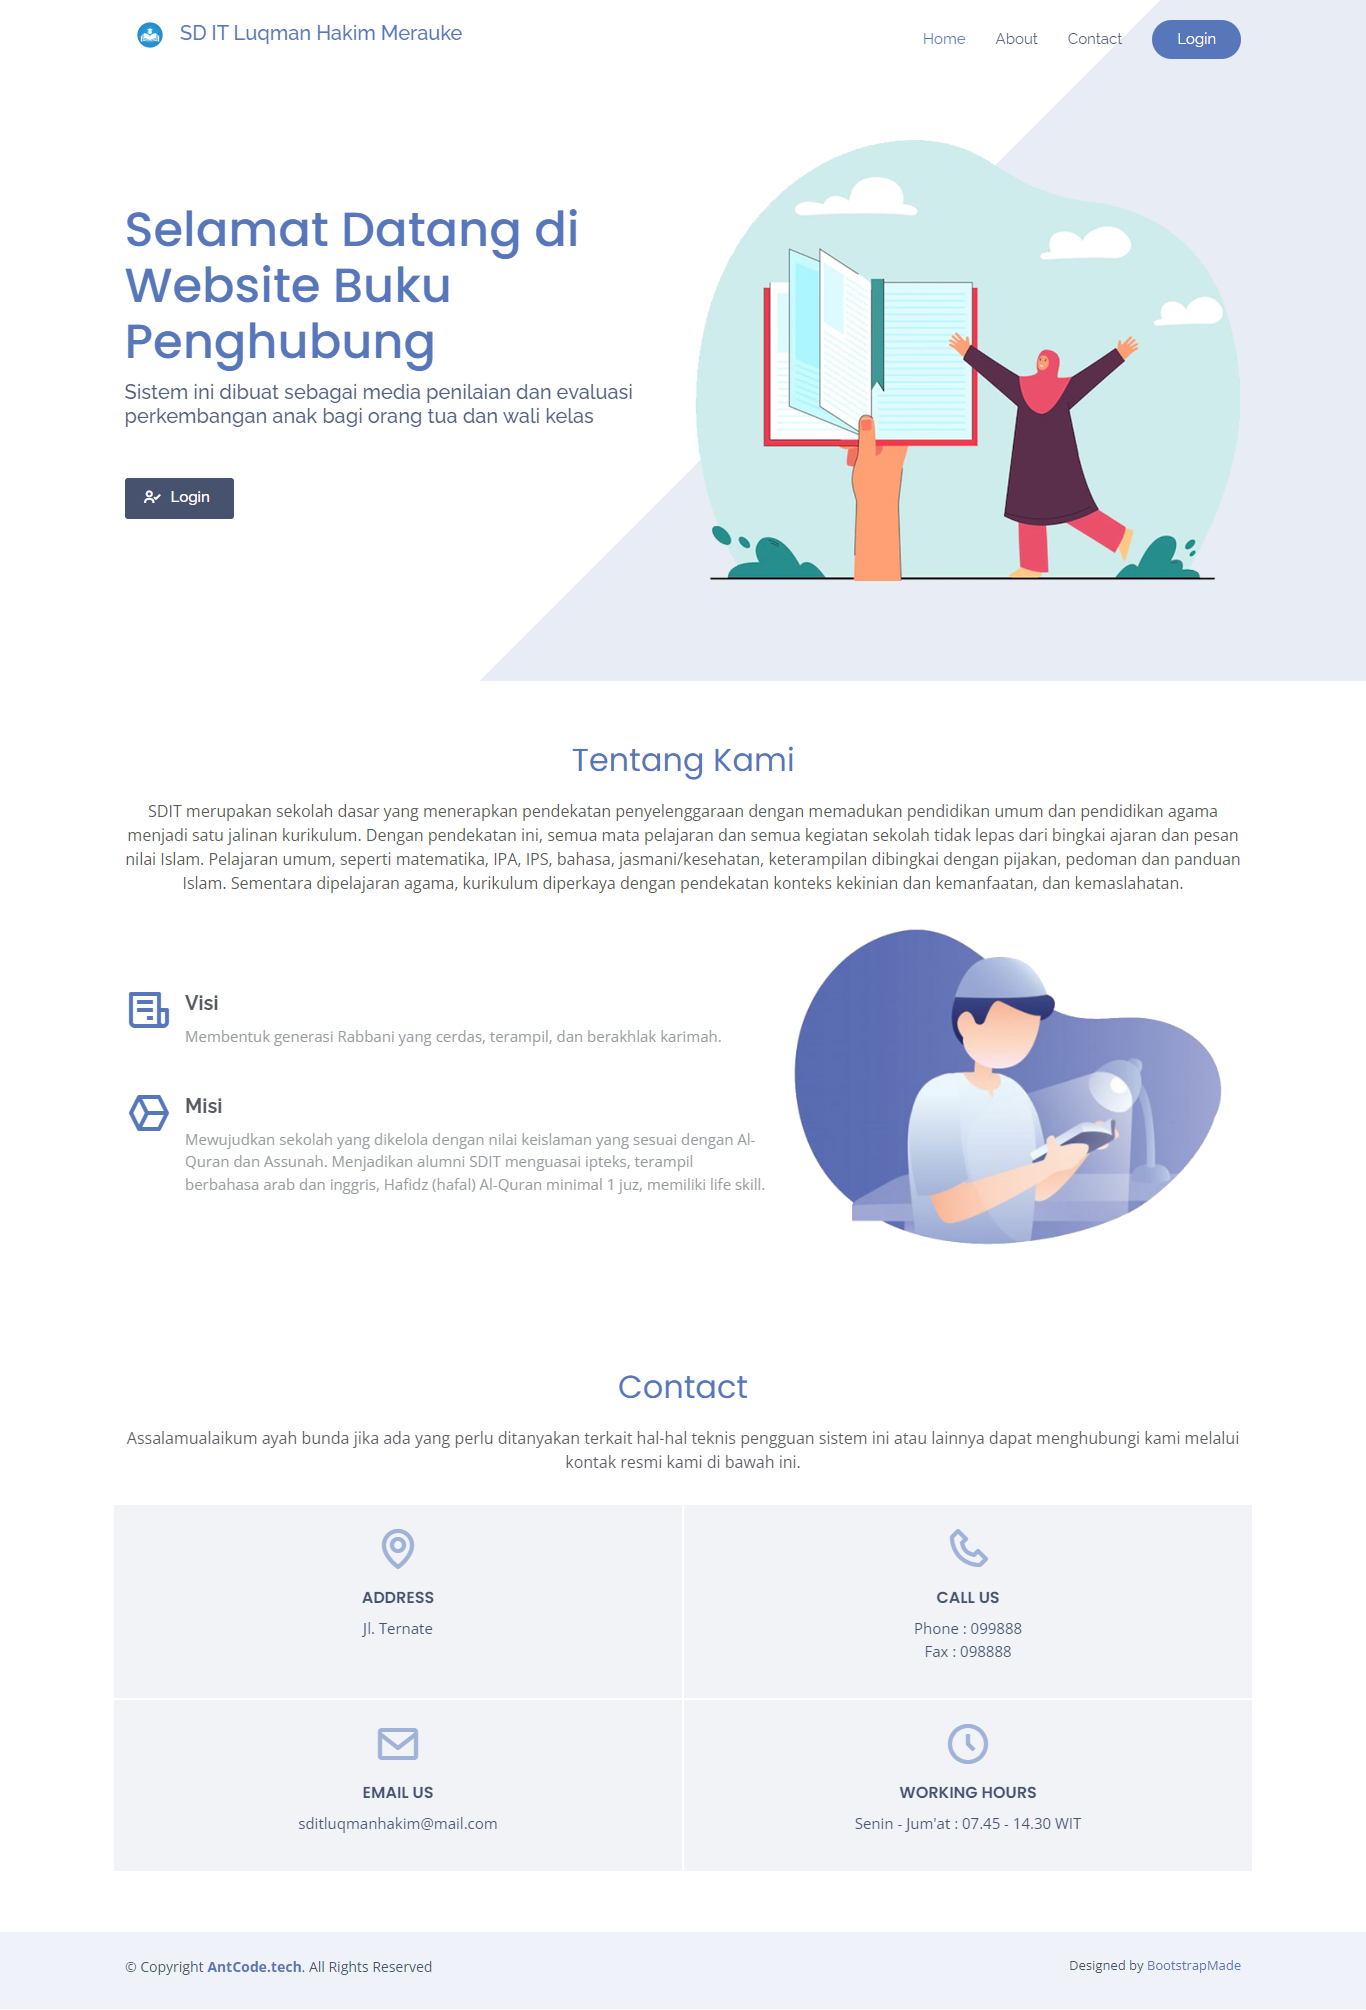 SD IT Luqman Hakim Merauke
Home
About
Contact
Login
Selamat Datang di
Website Buku
Penghubung
Sistem ini dibuat sebagai media penilaian dan evaluasi
perkembangan anak bagi orang tua dan wali kelas
Login
Tentang Kami
SDIT merupakan sekolah dasar yang menerapkan pendekatan penyelenggaraan dengan memadukan pendidikan umum dan pendidikan agama
menjadi satu jalinan kurikulum. Dengan pendekatan ini, semua mata pelajaran dan semua kegiatan sekolah tidak lepas dari bingkai ajaran dan pesan
nilai Islam. Pelajaran umum, seperti matematika, IPA, IPS, bahasa, jasmani/kesehatan, keterampilan dibingkai dengan pijakan, pedoman dan panduan
Islam. Sementara dipelajaran agama, kurikulum diperkaya dengan pendekatan konteks kekinian dan kemanfaatan, dan kemaslahatan.
Visi
Membentuk generasi Rabbani yang cerdas, terampil, dan berakhlak karimah.
Misi
Mewujudkan sekolah yang dikelola dengan nilai keislaman yang sesuai dengan Al-
Quran dan Assunah. Menjadikan alumni SDIT menguasai ipteks, terampil
berbahasa arab dan inggris, Hafidz (hafal) Al-Quran minimal 1 juz, memiliki life skill.
Contact
Assalamualaikum ayah bunda jika ada yang perlu ditanyakan terkait hal-hal teknis pengguan sistem ini atau lainnya dapat menghubungi kami melalui
kontak resmi kami di bawah ini.
ADDRESS
Jl. Ternate
CALL US
Phone : 099888
Fax : 098888
EMAIL US
sditluqmanhakim@mail.com
WORKING HOURS
Senin - Jum'at : 07.45 - 14.30 WIT
© Copyright AntCode.tech. All Rights Reserved
Designed by BootstrapMade